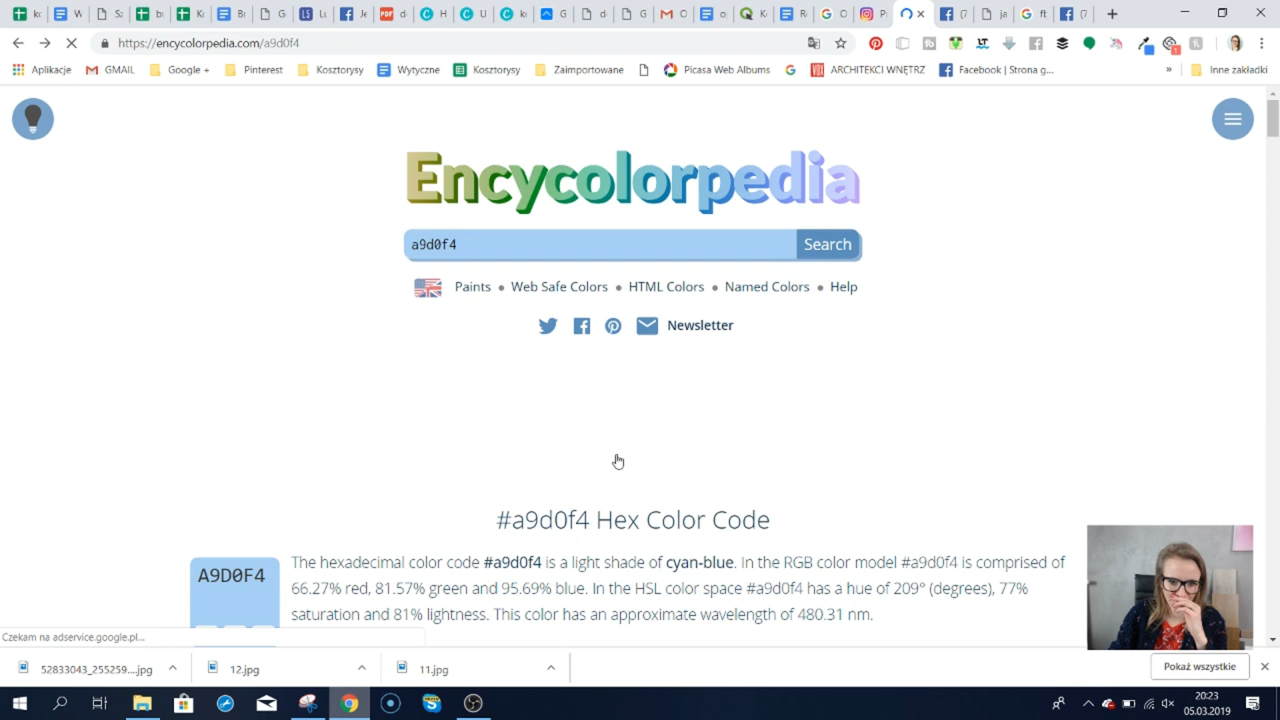 https://encycolorpedia.com/a9d0f4
Aplikacje GMAIL Google + Pinterest Kosztorysy Wytyczne Kosztorysy Zaimportowane Picasa Web Albums ARCHITEKCI WNĘTRZ Facebook | Strona g... » Inne zakładki
Encycolorpedia
a9d0f4 Search
Paints • Web Safe Colors • HTML Colors • Named Colors • Help
Newsletter
#a9d0f4 Hex Color Code
A9D0F4
The hexadecimal color code #a9d0f4 is a light shade of cyan-blue. In the RGB color model #a9d0f4 is comprised of
66.27% red, 81.57% green and 95.69% blue. In the HSL color space #a9d0f4 has a hue of 209° (degrees), 77%
saturation and 81% lightness. This color has an approximate wavelength of 480.31 nm.
Czekam na adservice.google.pl...
52833043_255259....jpg 12.jpg 11.jpg Pokaż wszystkie
20:23
05.03.2019